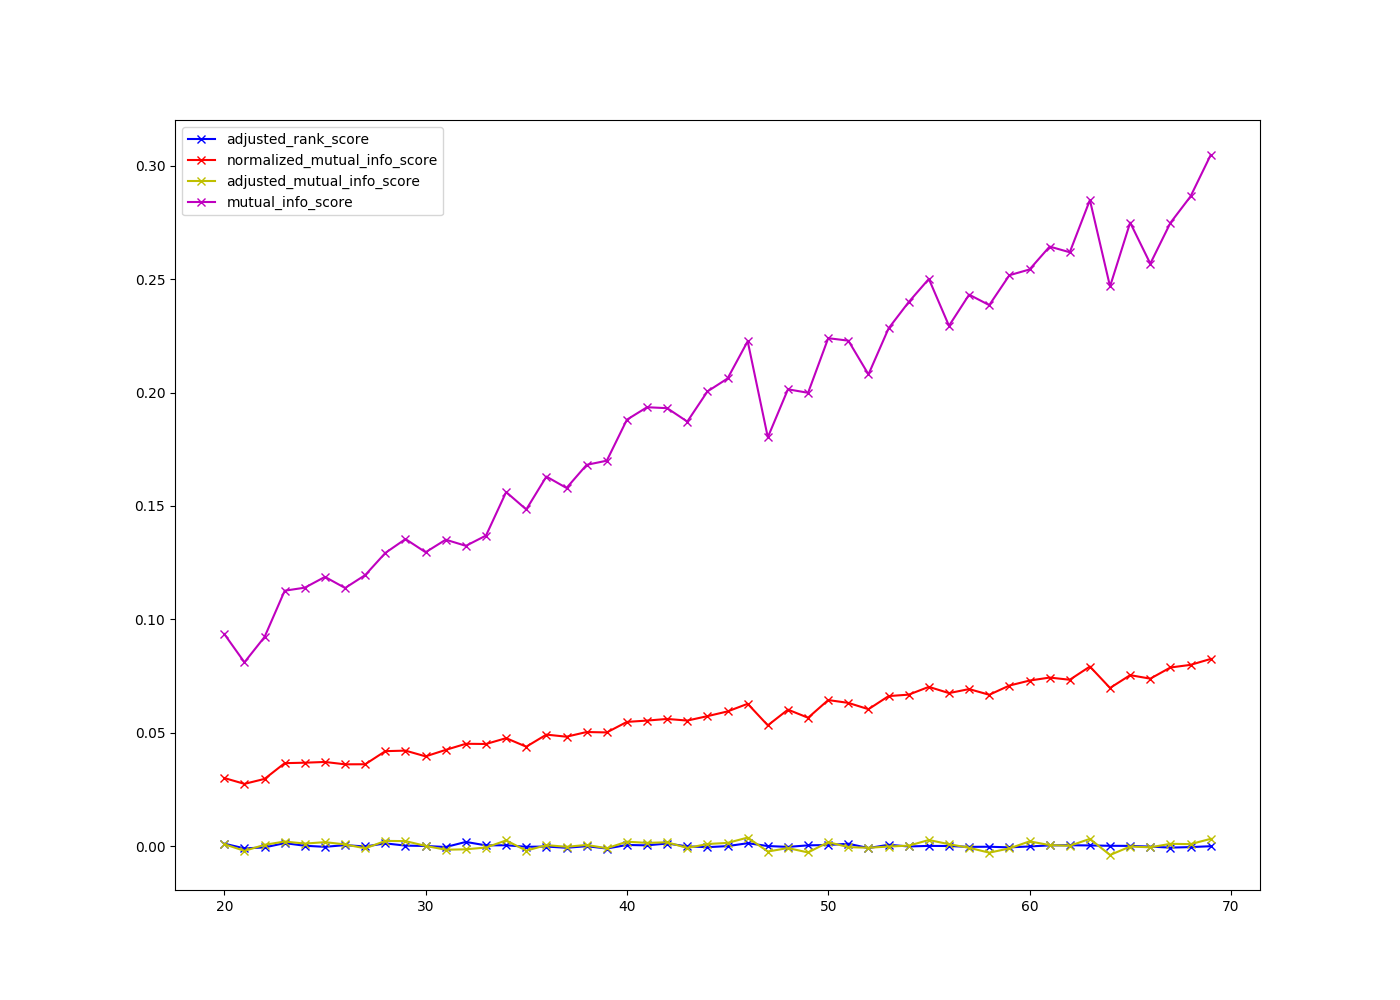 adjusted_rank_score
normalized_mutual_info_score
adjusted_mutual_info_score
mutual_info_score
0.30
0.25
0.20
0.15
0.10
0.05
0.00
20 30 40 50 60 70